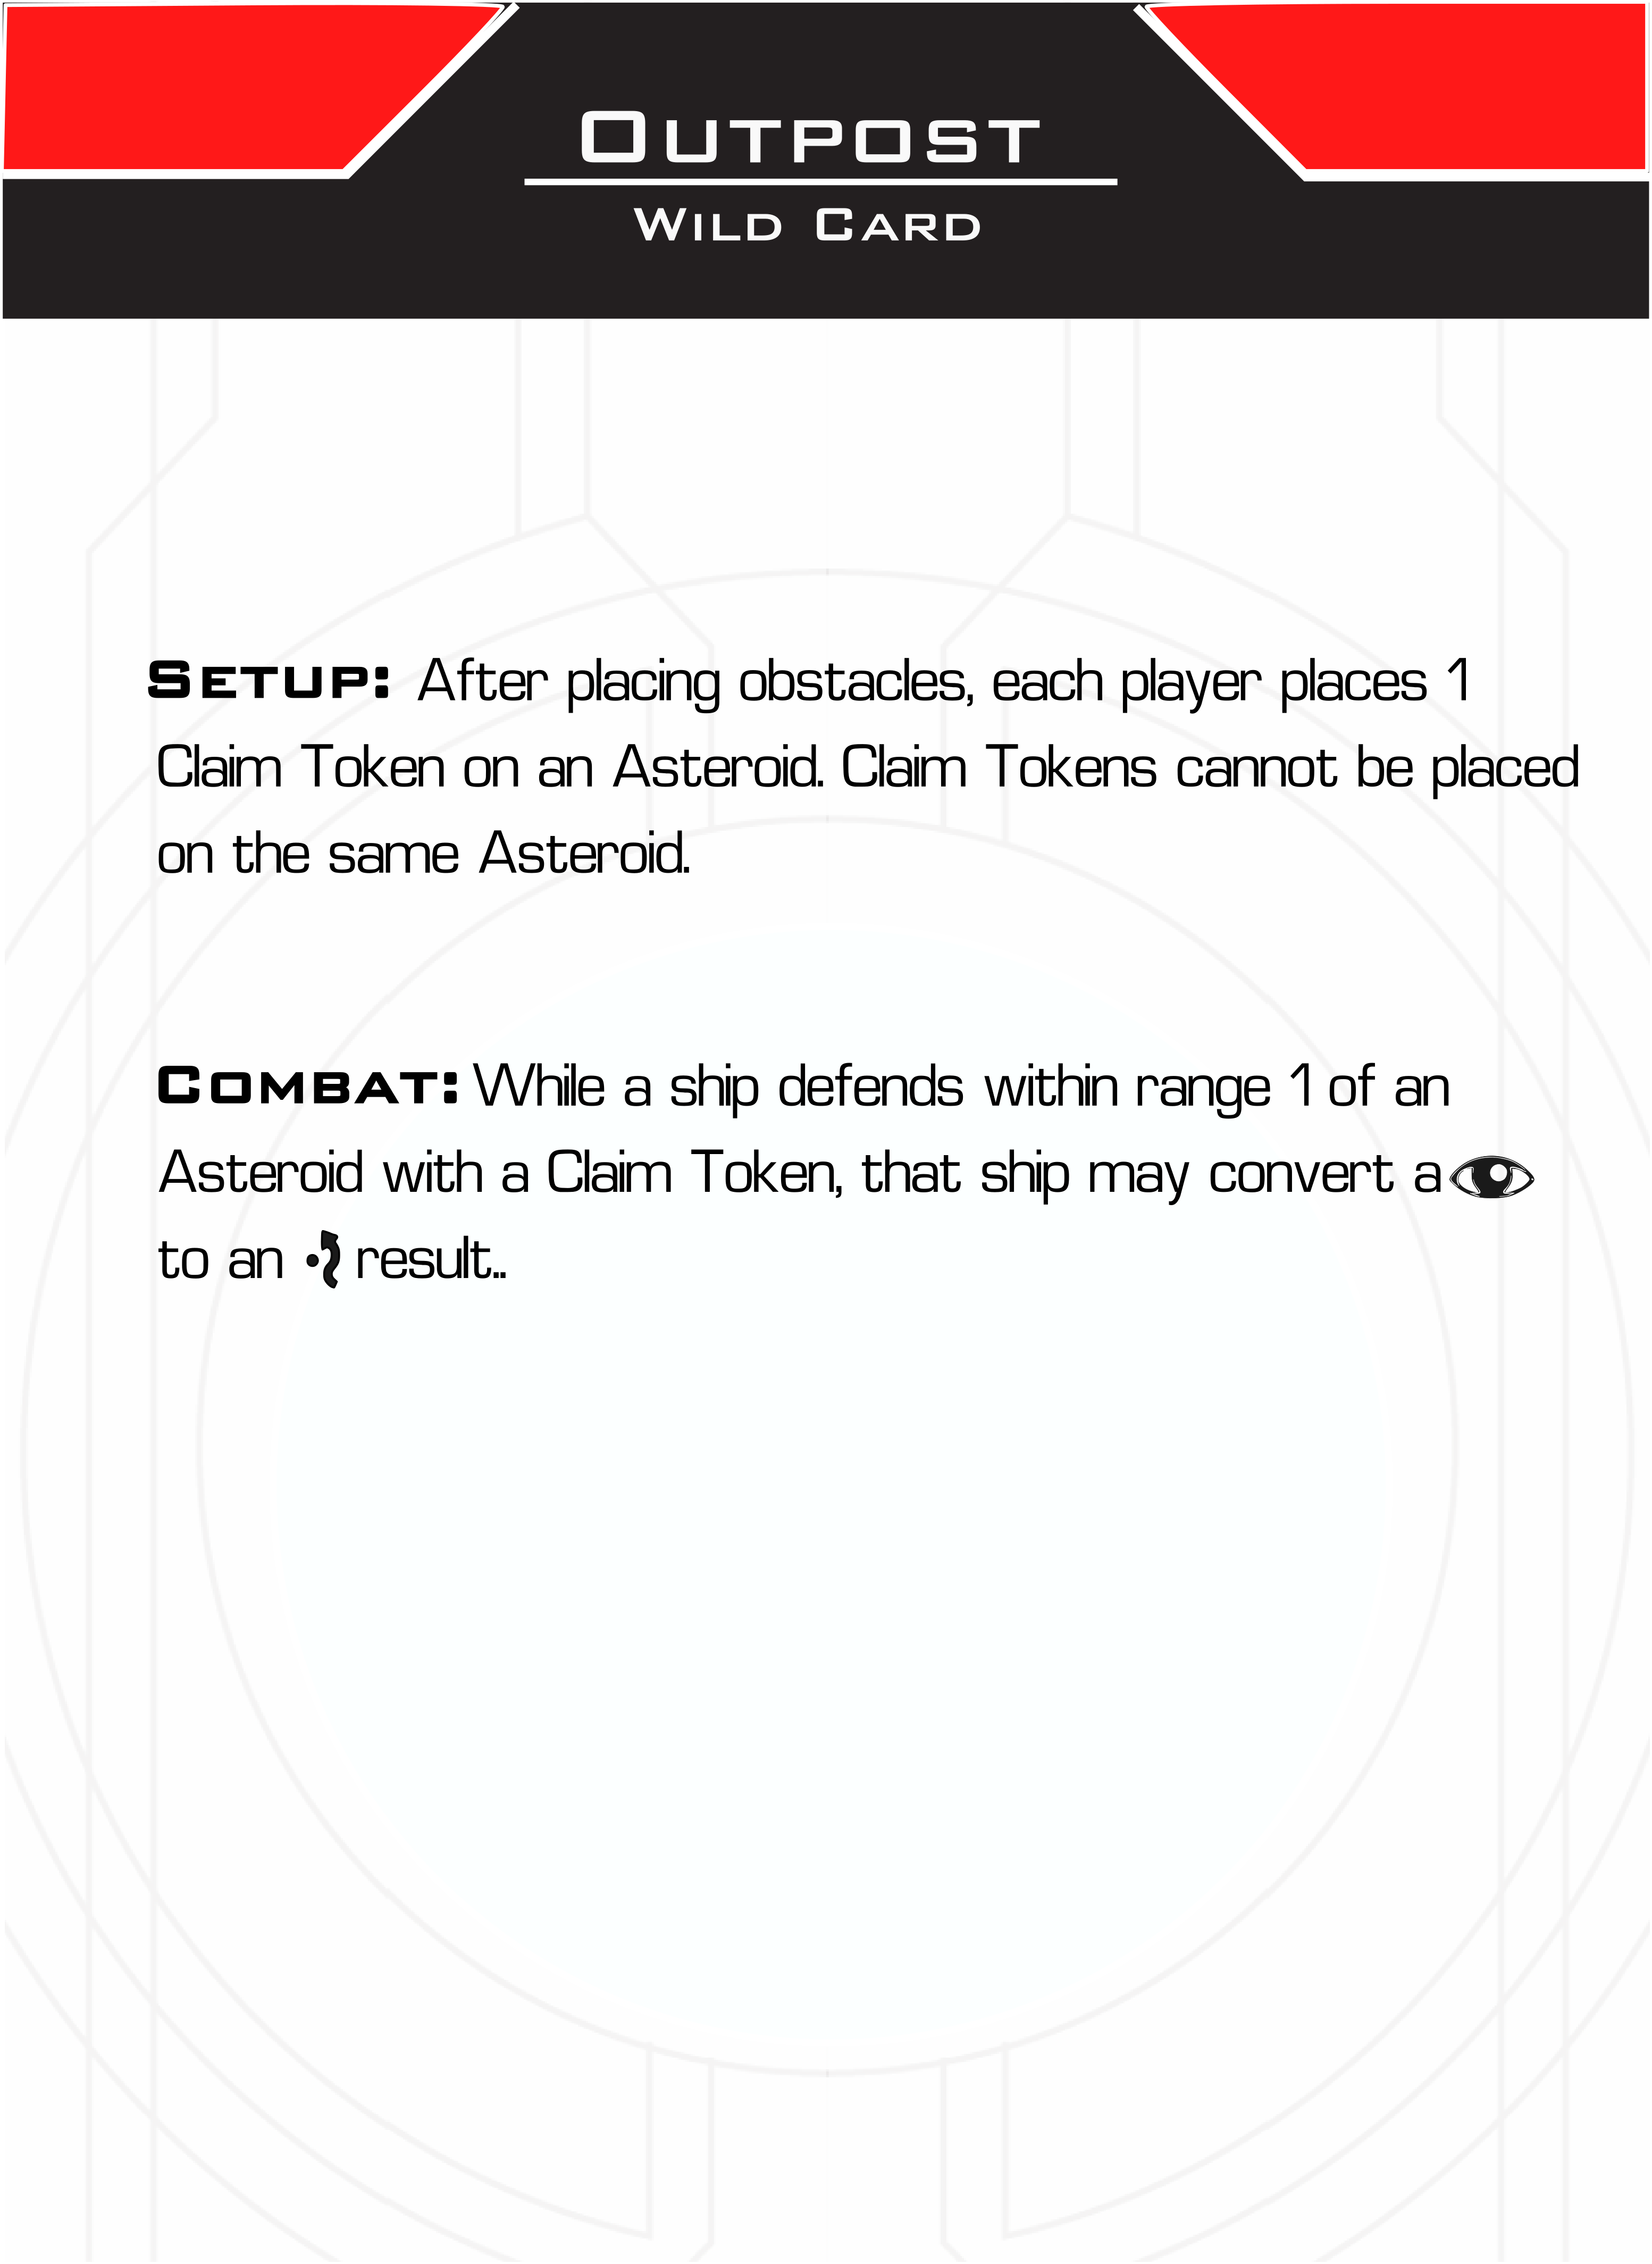 Outpost
Wild Card
Setup: After placing obstacles, each player places 1
Claim Token on an Asteroid. Claim Tokens cannot be placed
on the same Asteroid.
Combat: While a ship defends within range 1 of an
Asteroid with a Claim Token, that ship may convert a
to an result..